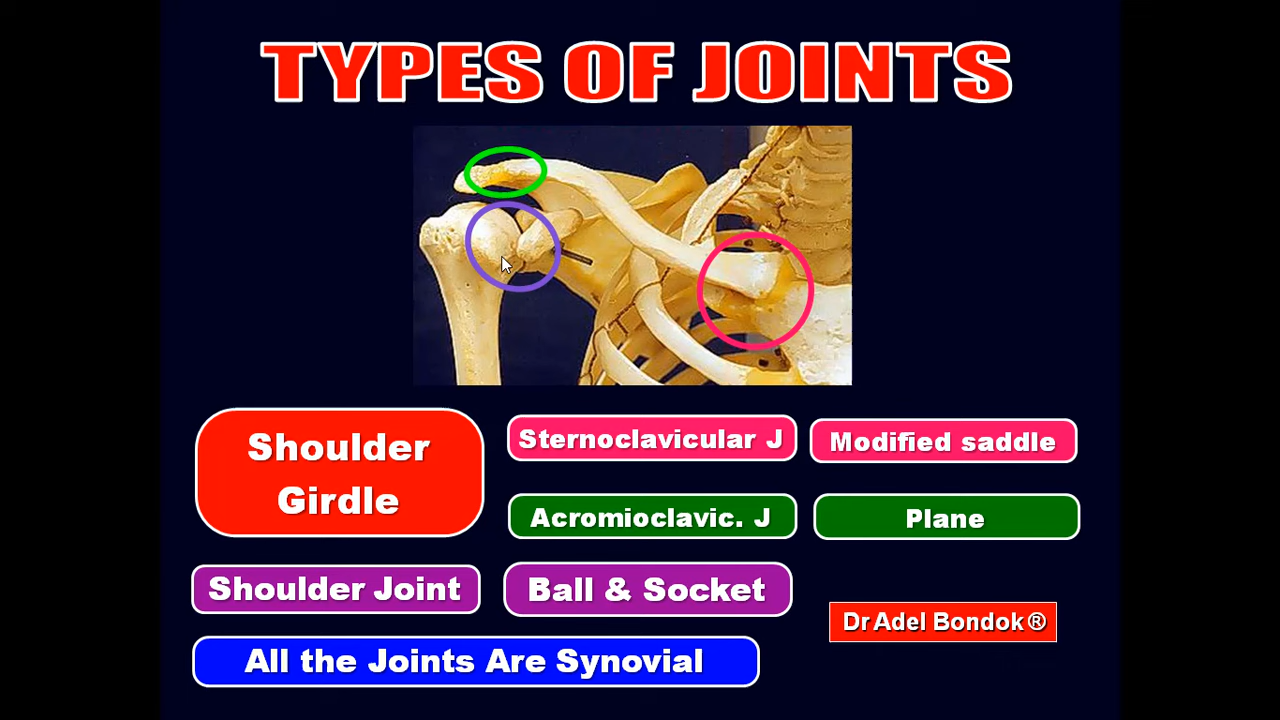 TYPES OF JOINTS
Shoulder
Girdle
Sternoclavicular J
Modified saddle
Acromioclavic. J
Plane
Shoulder Joint
Ball & Socket
Dr Adel Bondok ®
All the Joints Are Synovial